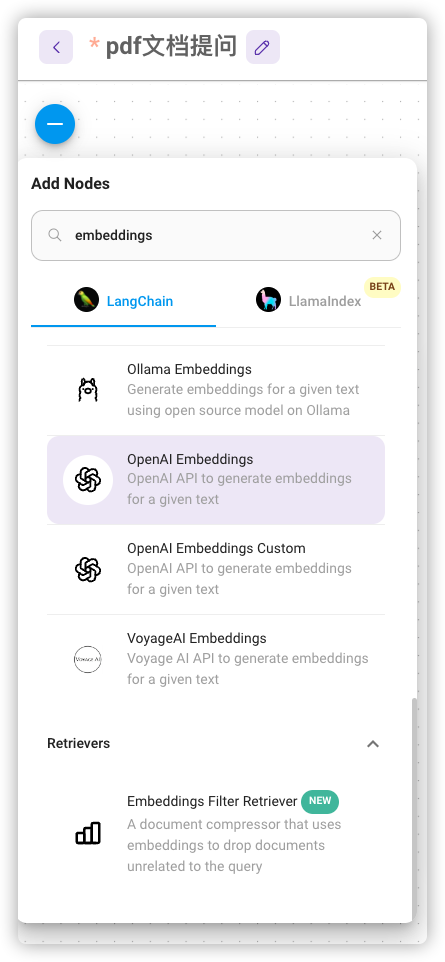 * pdf文档提问
Add Nodes
embeddings
LangChain
LlamaIndex
BETA
Ollama Embeddings
Generate embeddings for a given text
using open source model on Ollama
OpenAI Embeddings
OpenAI API to generate embeddings
for a given text
OpenAI Embeddings Custom
OpenAI API to generate embeddings
for a given text
Voyage AI
VoyageAI Embeddings
Voyage AI API to generate embeddings
for a given text
Retrievers
Embeddings Filter Retriever NEW
A document compressor that uses
embeddings to drop documents
unrelated to the query